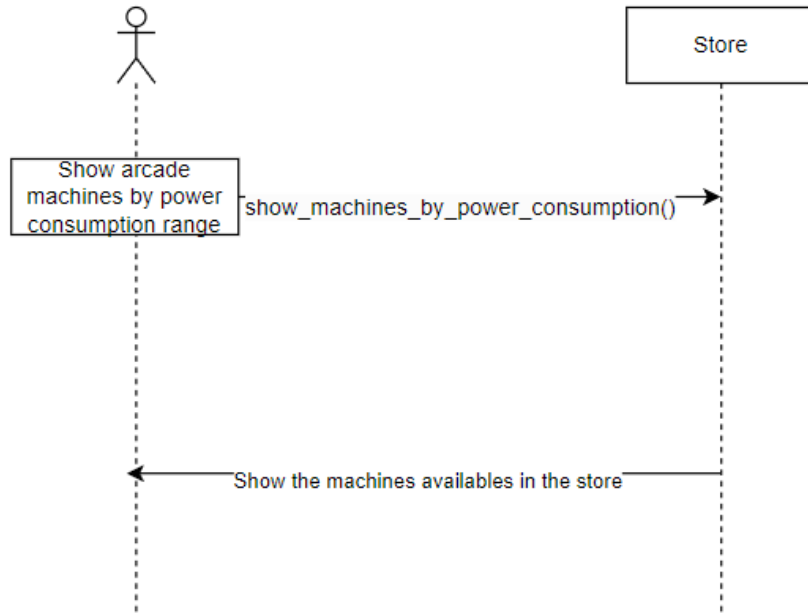 Store
Show arcade
machines by power
consumption range
show_machines_by_power_consumption()
Show the machines availables in the store